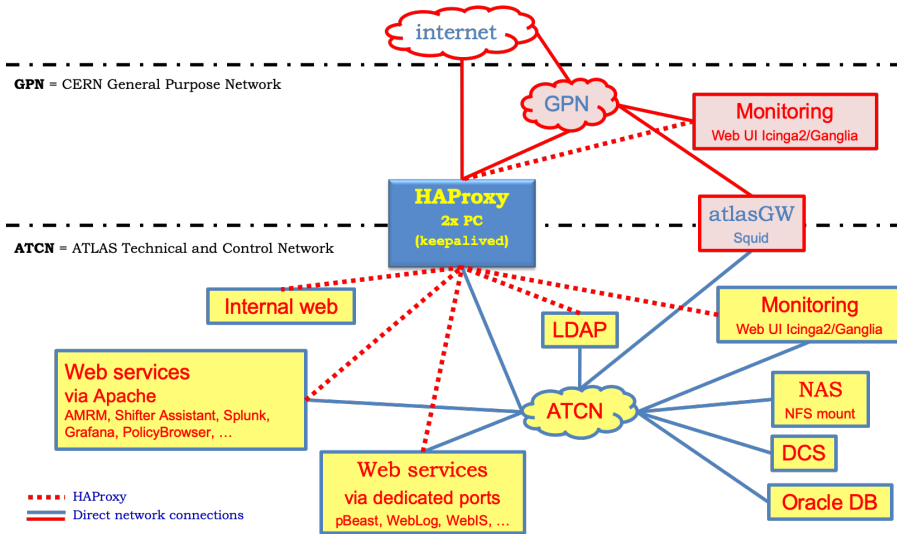 internet
GPN = CERN General Purpose Network
GPN
Monitoring
Web UI Icinga2/Ganglia
HAProxy
2x PC
(keepalived)
atlasGW
Squid
ATCN = ATLAS Technical and Control Network
Internal web
LDAP
Monitoring
Web UI Icinga2/Ganglia
Web services
via Apache
AMRM, Shifter Assistant, Splunk,
Grafana, PolicyBrowser, ...
ATCN
NAS
NFS mount
DCS
Web services
via dedicated ports
pBeast, WebLog, WebIS, ...
Oracle DB
HAProxy
Direct network connections